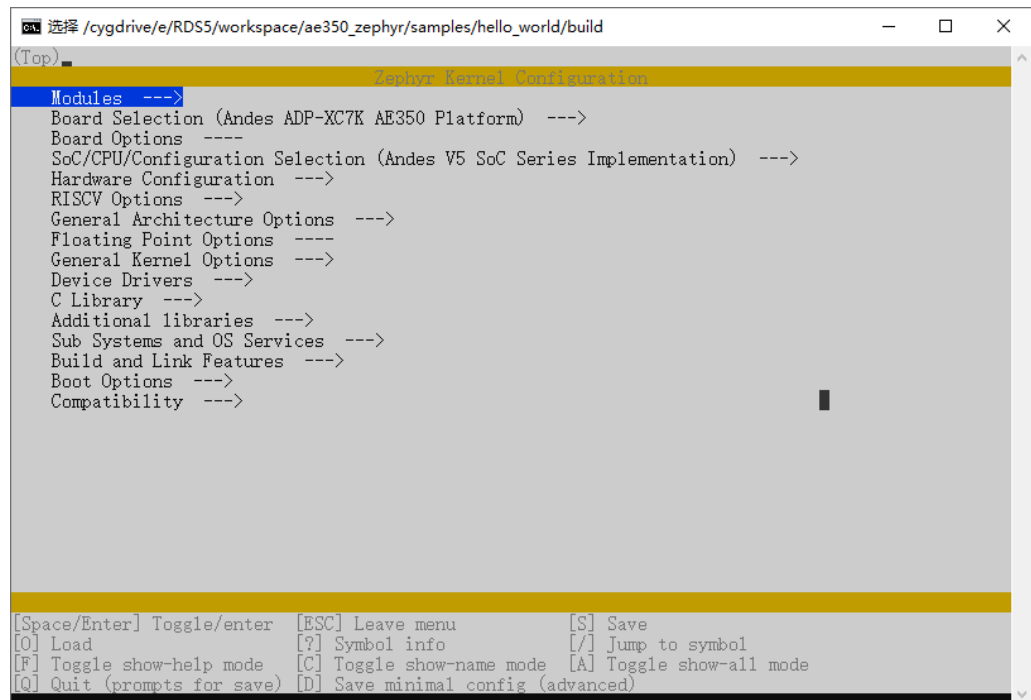 选择 /cygdrive/e/RDS5/workspace/ae350_zephyr/samples/hello_world/build
(Top)
Zephyr Kernel Configuration
Modules  --->
Board Selection (Andes ADP-XC7K AE350 Platform)  --->
Board Options  ----
SoC/CPU/Configuration Selection (Andes V5 SoC Series Implementation)  --->
Hardware Configuration  --->
RISCV Options  --->
General Architecture Options  --->
Floating Point Options  ----
General Kernel Options  --->
Device Drivers  --->
C Library  --->
Additional libraries  --->
Sub Systems and OS Services  --->
Build and Link Features  --->
Boot Options  --->
Compatibility  --->
[Space/Enter] Toggle/enter  [ESC] Leave menu  [S] Save
[O] Load  [?] Symbol info  [/] Jump to symbol
[F] Toggle show-help mode  [C] Toggle show-name mode  [A] Toggle show-all mode
[Q] Quit (prompts for save)  [D] Save minimal config (advanced)